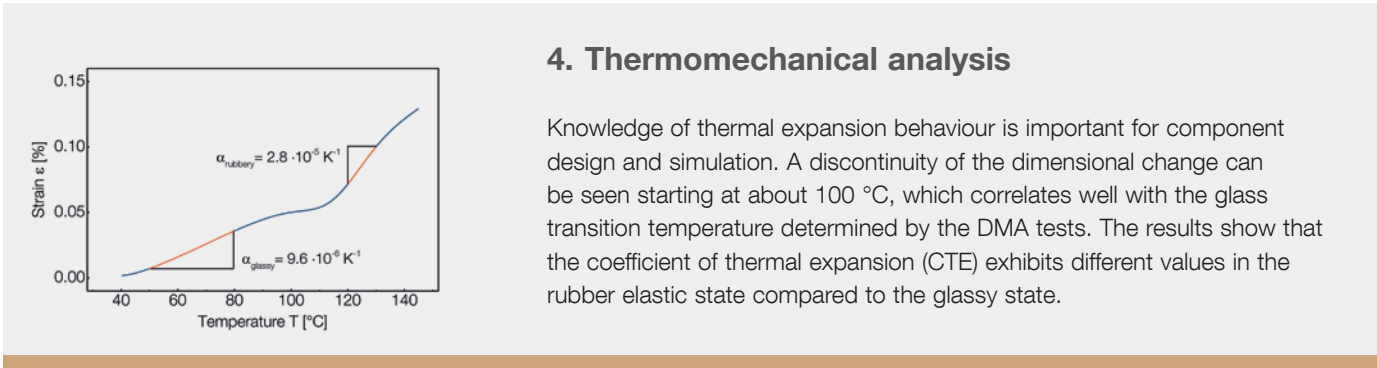 4. Thermomechanical analysis
Knowledge of thermal expansion behaviour is important for component
design and simulation. A discontinuity of the dimensional change can
be seen starting at about 100 °C, which correlates well with the glass
transition temperature determined by the DMA tests. The results show that
the coefficient of thermal expansion (CTE) exhibits different values in the
rubber elastic state compared to the glassy state.
Strain ε [%]
0.15
0.10
0.05
0.00
α_rubbery = 2.8 ·10⁻⁵ K⁻¹
α_glassy = 9.6 ·10⁻⁶ K⁻¹
40 60 80 100 120 140
Temperature T [°C]